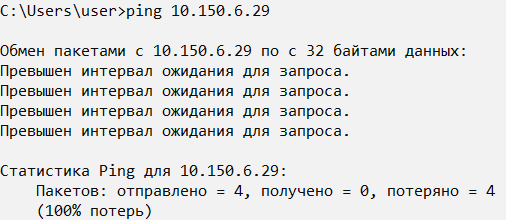 C:\Users\user>ping 10.150.6.29
Обмен пакетами с 10.150.6.29 по с 32 байтами данных:
Превышен интервал ожидания для запроса.
Превышен интервал ожидания для запроса.
Превышен интервал ожидания для запроса.
Превышен интервал ожидания для запроса.
Статистика Ping для 10.150.6.29:
Пакетов: отправлено = 4, получено = 0, потеряно = 4
(100% потерь)